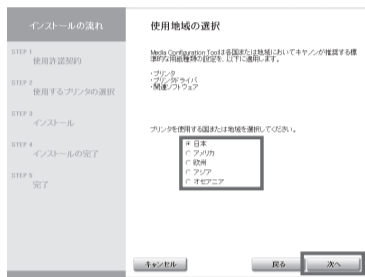 インストールの流れ
STEP 1
使用許諾契約
STEP 2
使用するプリンタの選択
STEP 3
インストール
STEP 4
インストールの完了
STEP 5
完了
使用地域の選択
Media Configuration Toolは各国または地域においてキヤノンが推奨する標
準的な用紙種類の設定を、以下に適用します。
・プリンタ
・プリンタドライバ
・関連ソフトウェア
プリンタを使用する国または地域を選択してください。
日本
アメリカ
欧州
アジア
オセアニア
キャンセル
戻る
次へ